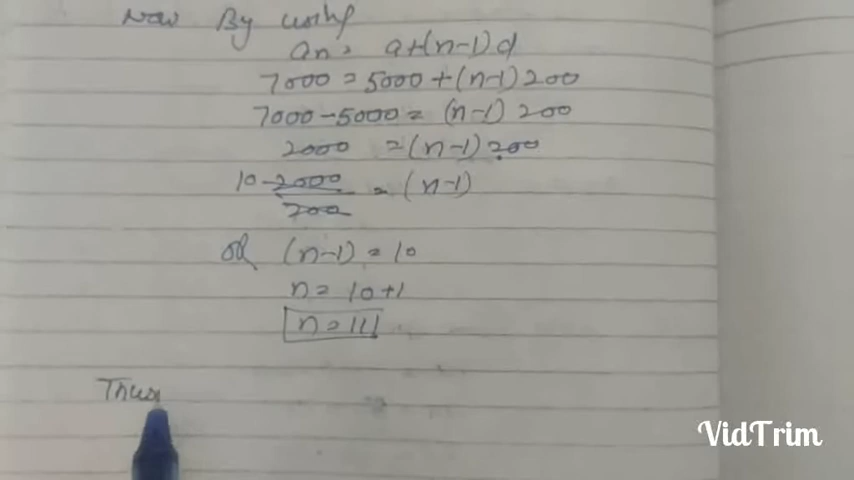 Now By using
an = a+(n-1)d
7000 = 5000 + (n-1) 200
7000 - 5000 = (n-1) 200
2000 = (n-1) 200
10 2000/200 = (n-1)
OR (n-1) = 10
n = 10+1
n = 11
Thus
VidTrim